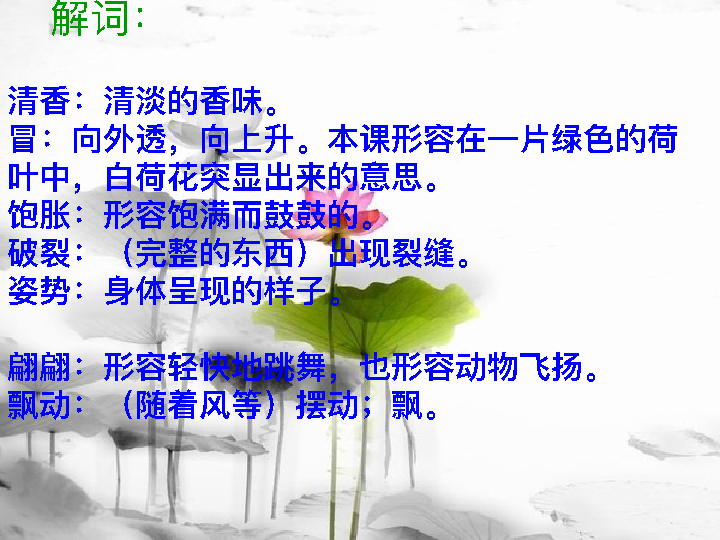 解词：
清香：清淡的香味。
冒：向外透，向上升。本课形容在一片绿色的荷
叶中，白荷花突显出来的意思。
饱胀：形容饱满而鼓鼓的。
破裂：（完整的东西）出现裂缝。
姿势：身体呈现的样子。
翩翩：形容轻快地跳舞，也形容动物飞扬。
飘动：（随着风等）摆动；飘。